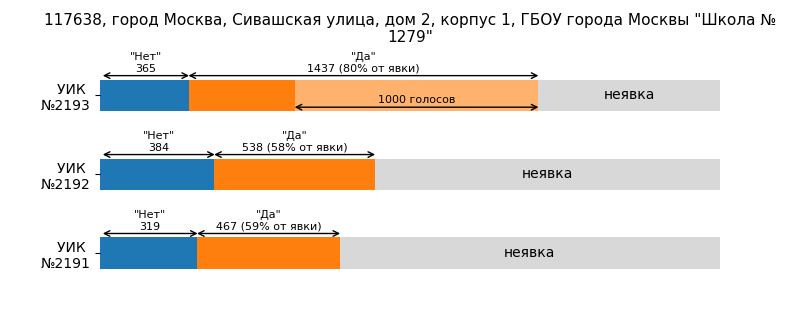 117638, город Москва, Сивашская улица, дом 2, корпус 1, ГБОУ города Москвы "Школа №
1279"
"Нет"
365
"Да"
1437 (80% от явки)
УИК
№2193
1000 голосов
неявка
"Нет"
384
"Да"
538 (58% от явки)
УИК
№2192
неявка
"Нет"
319
"Да"
467 (59% от явки)
УИК
№2191
неявка